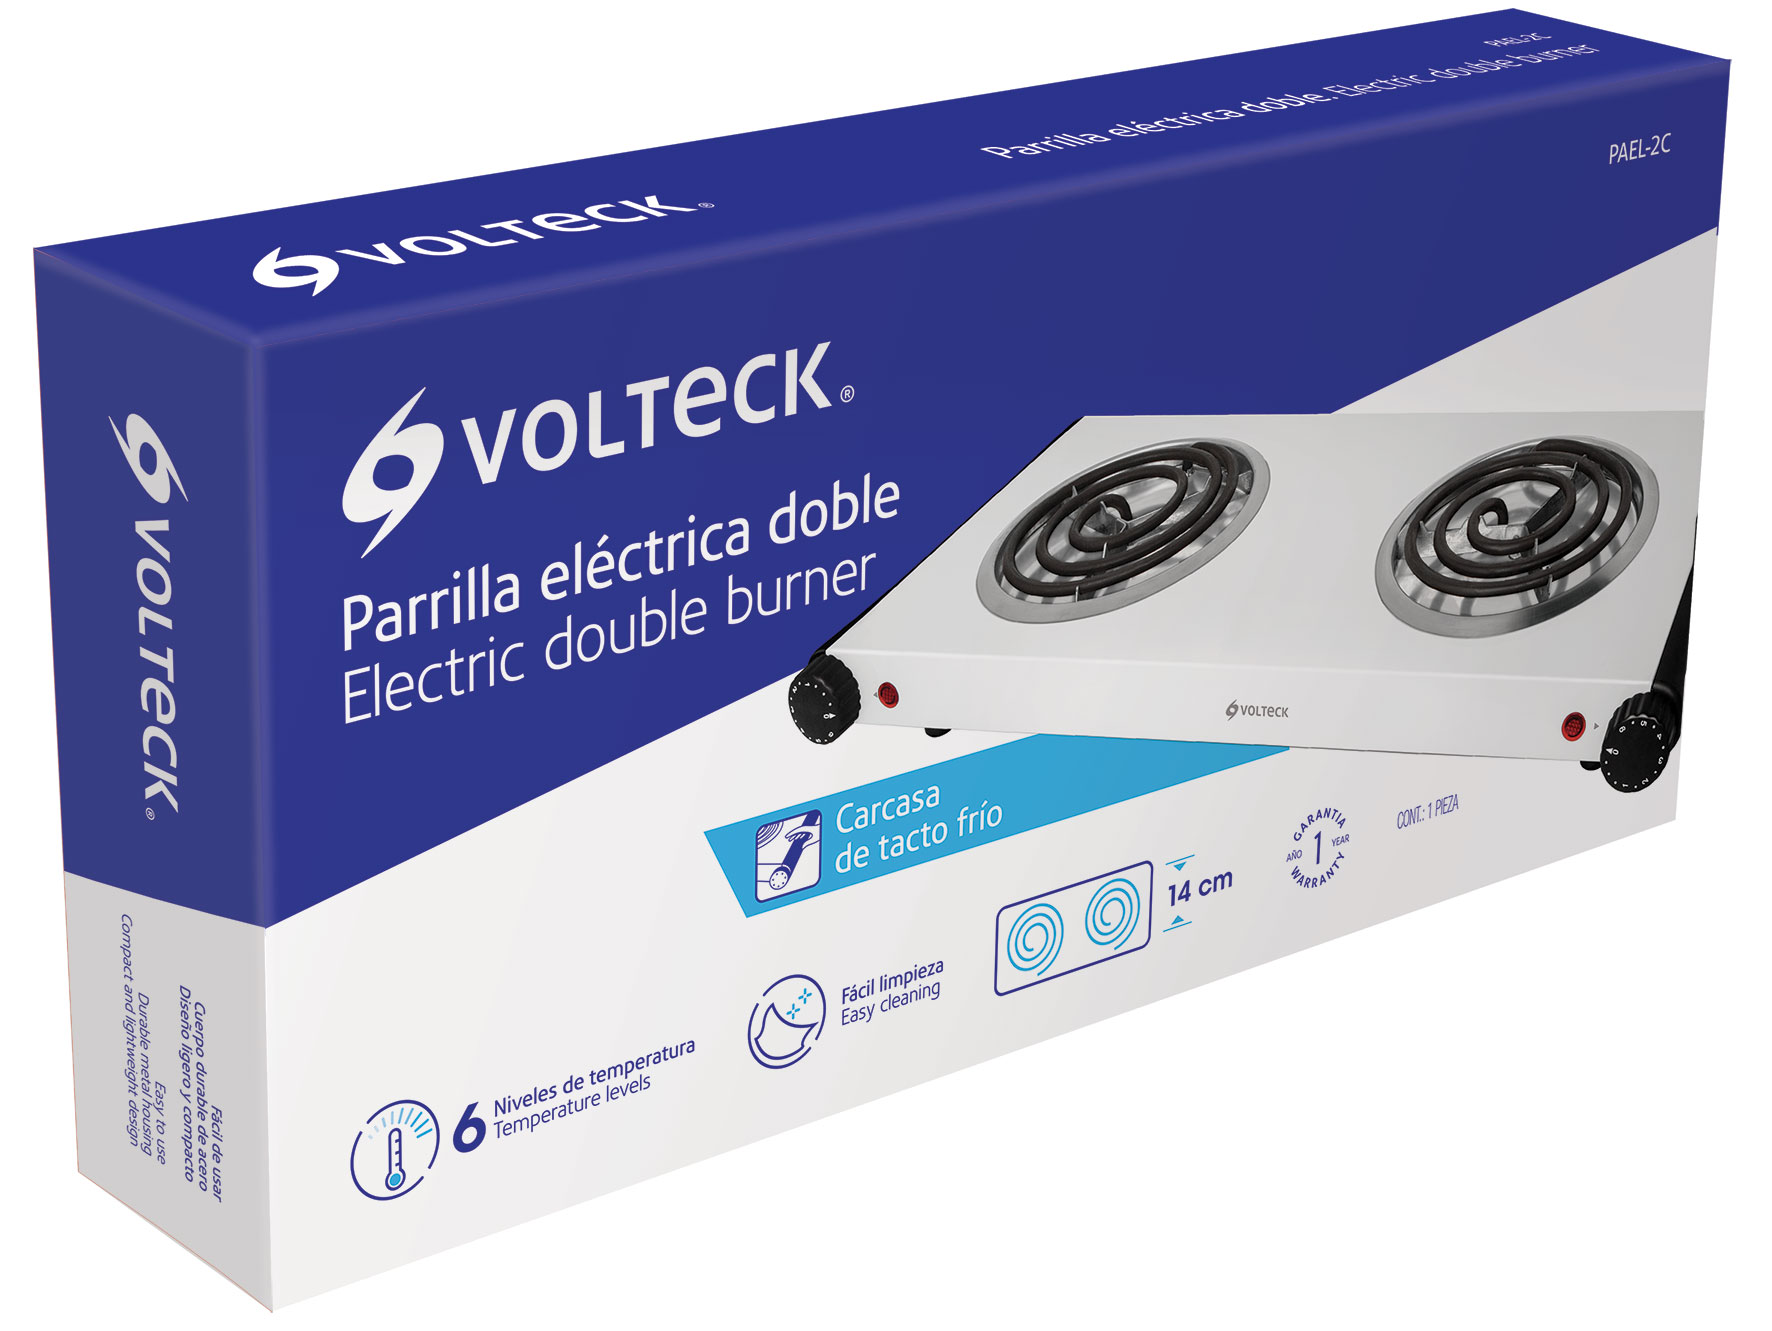 PAEL-2C
Parrilla eléctrica doble. Electric double burner
VOLTECK®
PAEL-2C
VOLTECK®
Parrilla eléctrica doble
Electric double burner
VOLTECK
Carcasa
de tacto frío
14 cm
GARANTÍA
AÑO 1 YEAR
WARRANTY
CONT.: 1 PIEZA
Fácil limpieza
Easy cleaning
6 Niveles de temperatura
Temperature levels
VOLTECK®
Fácil de usar
Cuerpo durable de acero
Diseño ligero y compacto
Easy to use
Durable metal housing
Compact and lightweight design